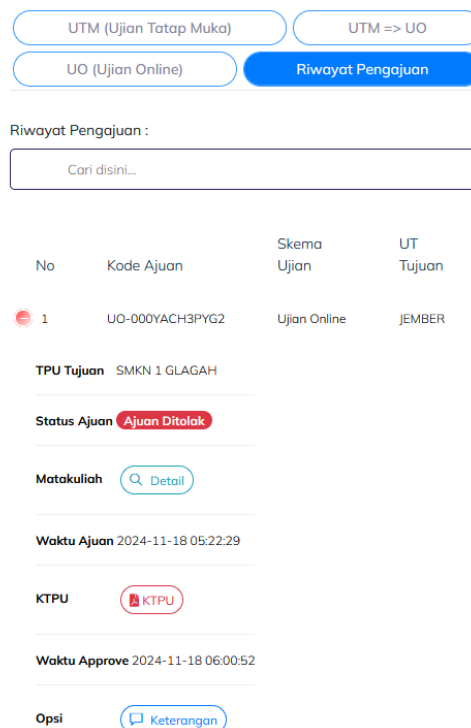 UTM (Ujian Tatap Muka)
UTM => UO
UO (Ujian Online)
Riwayat Pengajuan
Riwayat Pengajuan :
Cari disini...
No Kode Ajuan Skema Ujian UT Tujuan
1 UO-000YACH3PYG2 Ujian Online JEMBER
TPU Tujuan SMKN 1 GLAGAH
Status Ajuan Ajuan Ditolak
Matakuliah Detail
Waktu Ajuan 2024-11-18 05:22:29
KTPU KTPU
Waktu Approve 2024-11-18 06:00:52
Opsi Keterangan